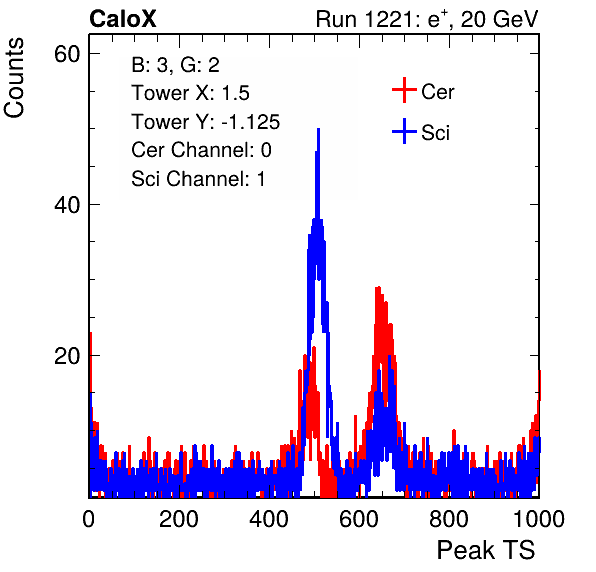 CaloX Run 1221: e⁺, 20 GeV
Counts
60
40
20
B: 3, G: 2
Tower X: 1.5
Tower Y: -1.125
Cer Channel: 0
Sci Channel: 1
Cer
Sci
0 200 400 600 800 1000
Peak TS